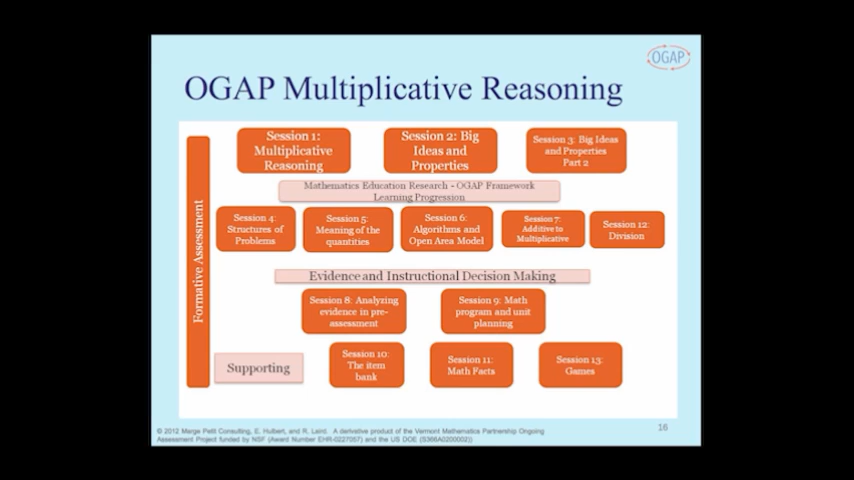 OGAP
OGAP Multiplicative Reasoning
Formative Assessment
Session 1:
Multiplicative
Reasoning
Session 2: Big
Ideas and
Properties
Session 3: Big Ideas
and Properties
Part 2
Mathematics Education Research - OGAP Framework
Learning Progression
Session 4:
Structures of
Problems
Session 5:
Meaning of the
quantities
Session 6:
Algorithms and
Open Area Model
Session 7:
Additive to
Multiplicative
Session 12:
Division
Evidence and Instructional Decision Making
Session 8: Analyzing
evidence in pre-
assessment
Session 9: Math
program and unit
planning
Supporting
Session 10:
The item
bank
Session 11:
Math Facts
Session 13:
Games
© 2012 Marge Petit Consulting, E. Hulbert, and R. Laird. A derivative product of the Vermont Mathematics Partnership Ongoing
Assessment Project funded by NSF (Award Number EHR-0227057) and the US DOE (S366A0200002))
16